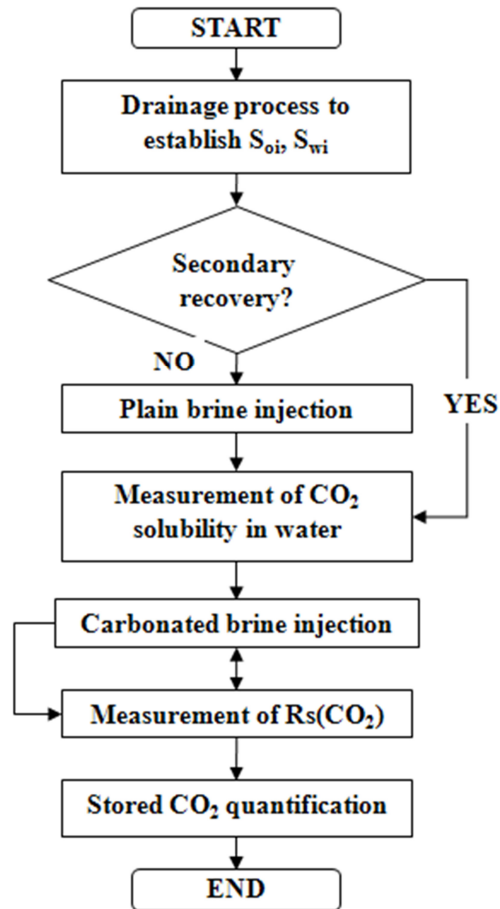 START
Drainage process to
establish Soi, Swi
Secondary
recovery?
NO
YES
Plain brine injection
Measurement of CO2
solubility in water
Carbonated brine injection
Measurement of Rs(CO2)
Stored CO2 quantification
END